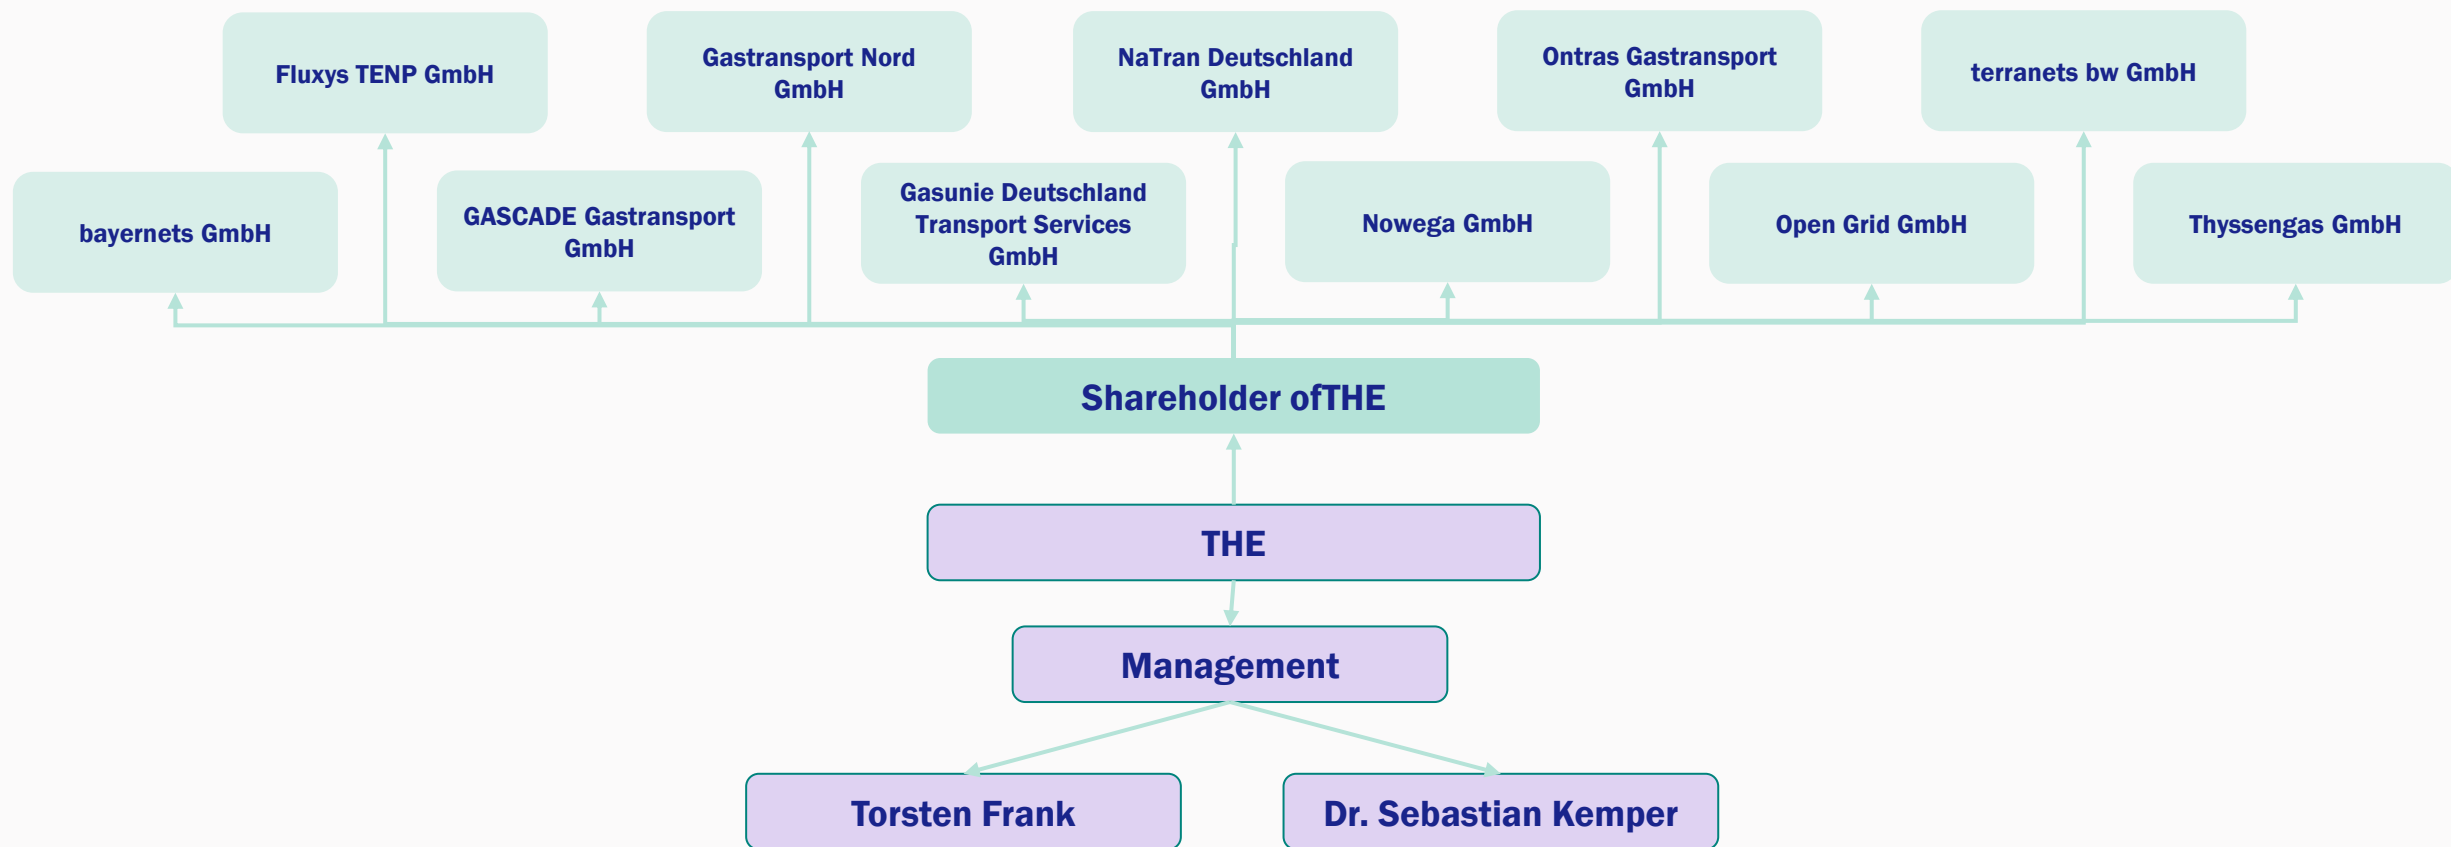 Fluxys TENP GmbH
Gastransport Nord
GmbH
NaTran Deutschland
GmbH
Ontras Gastransport
GmbH
terranets bw GmbH
bayernets GmbH
GASCADE Gastransport
GmbH
Gasunie Deutschland
Transport Services
GmbH
Nowega GmbH
Open Grid GmbH
Thyssengas GmbH
Shareholder ofTHE
THE
Management
Torsten Frank
Dr. Sebastian Kemper